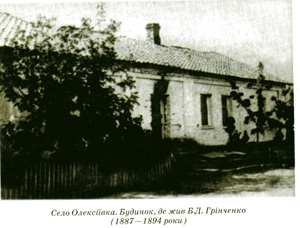 Село Олексіївка. Будинок, де жив Б.Д. Грінченко
(1887—1894 роки)